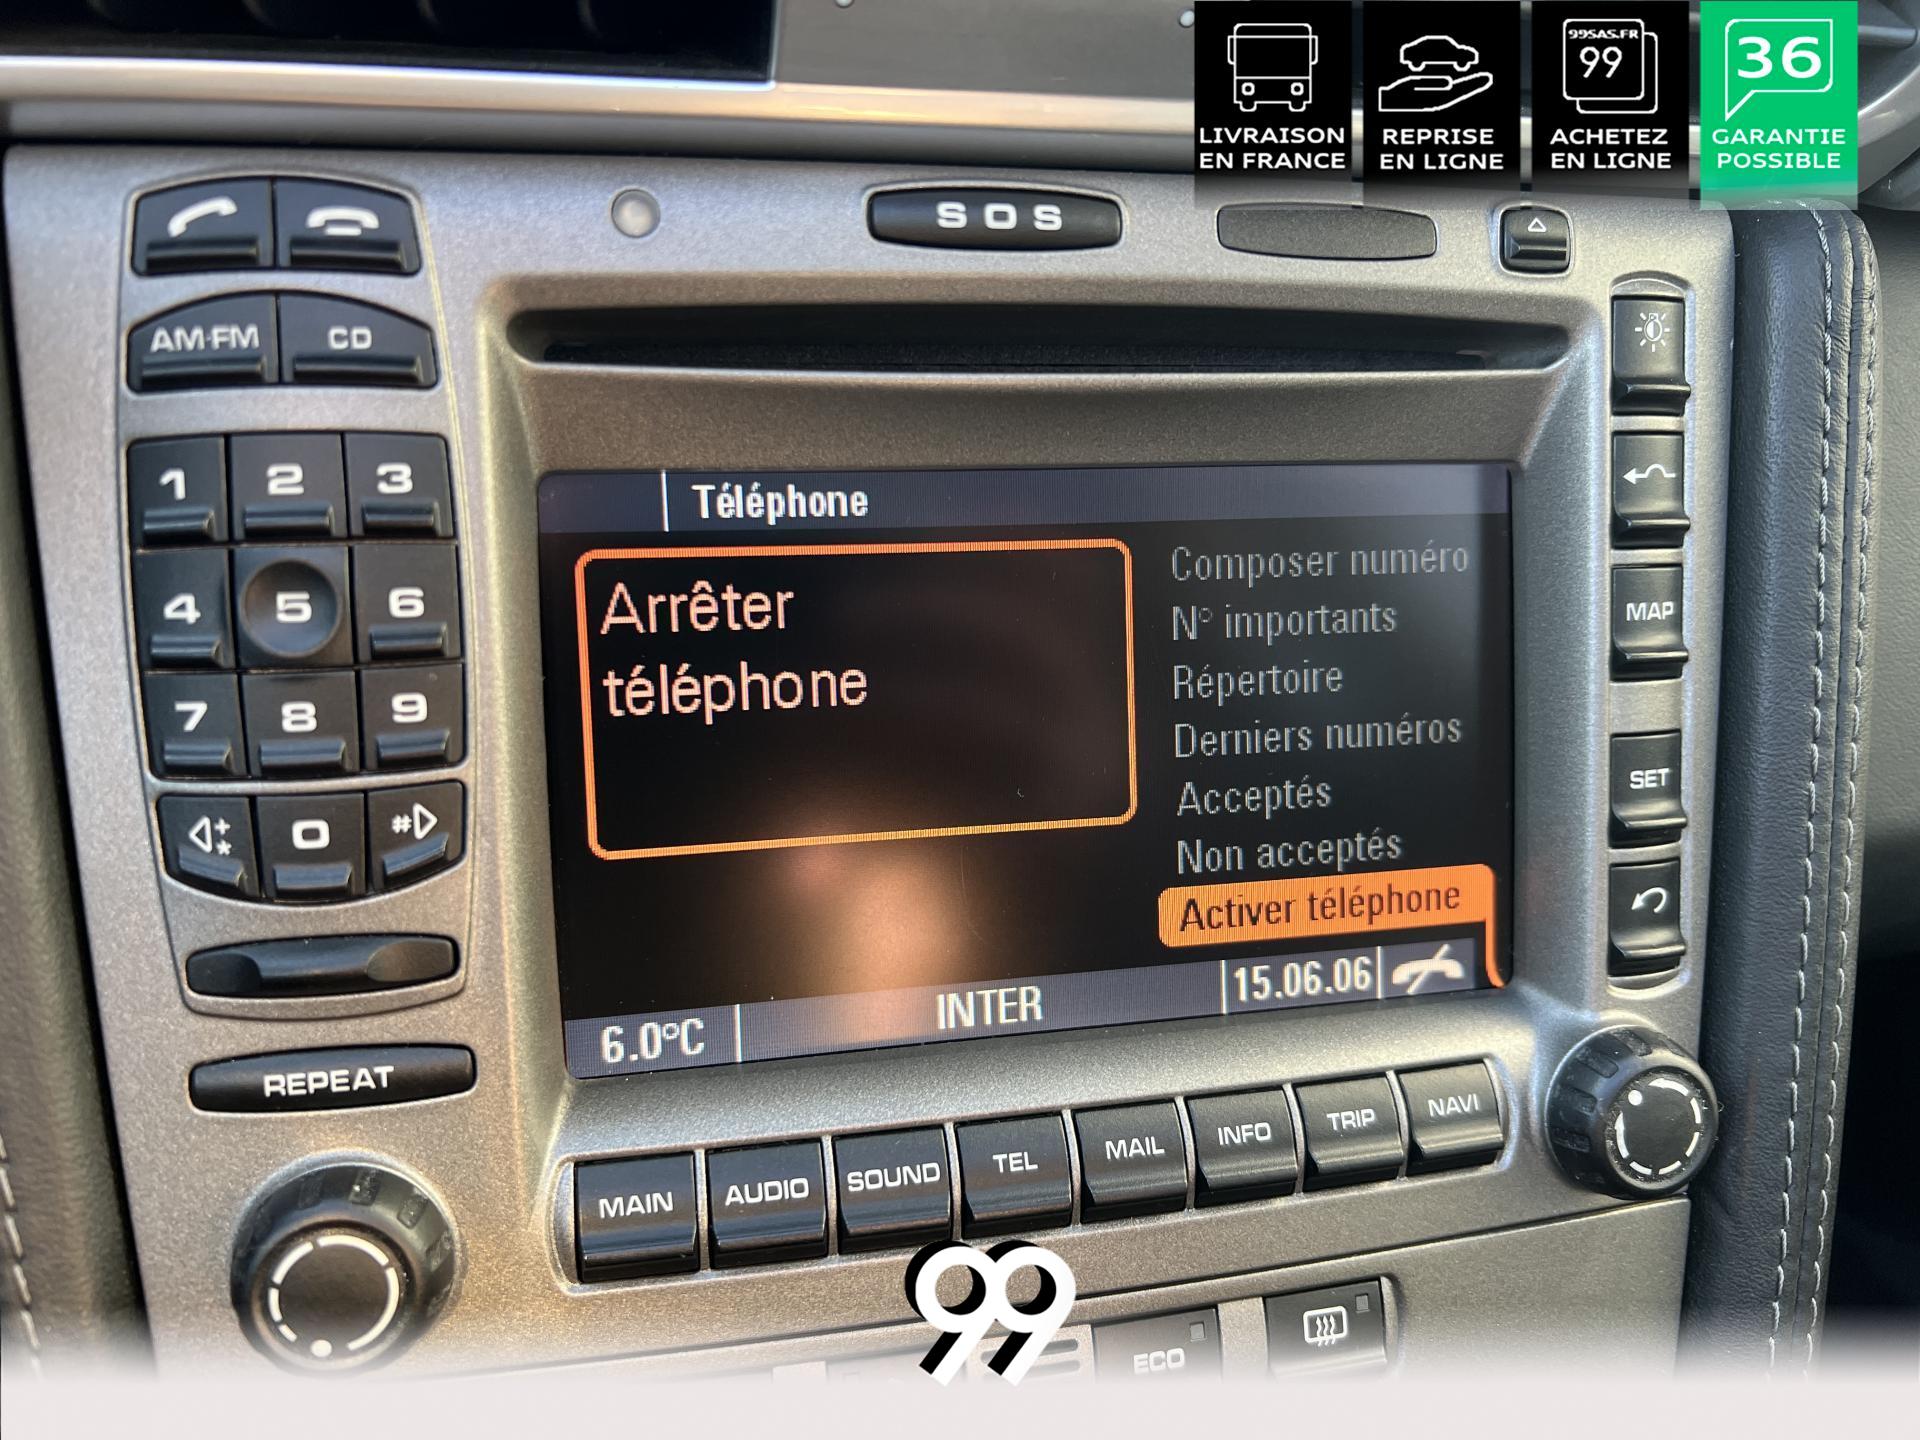 99SAS.FR
99
36
LIVRAISON
EN FRANCE
REPRISE
EN LIGNE
ACHETEZ
EN LIGNE
GARANTIE
POSSIBLE
SOS
AM·FM
CD
1
2
3
4
5
6
7
8
9
+
*
0
#
REPEAT
Téléphone
Arrêter
téléphone
Composer numéro
N° importants
Répertoire
Derniers numéros
Acceptés
Non acceptés
Activer téléphone
6.0°C
INTER
15.06.06
MAP
SET
MAIN
AUDIO
SOUND
TEL
MAIL
INFO
TRIP
NAVI
99
ECO